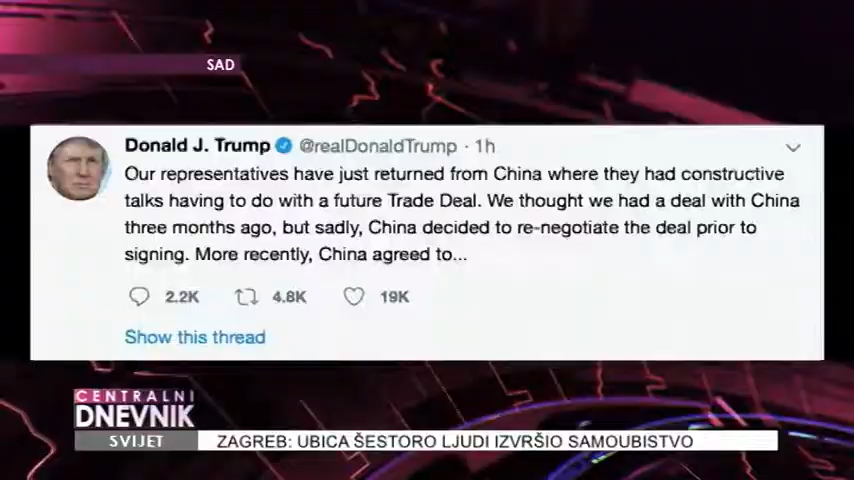 SAD
Donald J. Trump @realDonaldTrump · 1h
Our representatives have just returned from China where they had constructive
talks having to do with a future Trade Deal. We thought we had a deal with China
three months ago, but sadly, China decided to re-negotiate the deal prior to
signing. More recently, China agreed to...
2.2K 4.8K 19K
Show this thread
CENTRALNI
DNEVNIK
SVIJET
ZAGREB: UBICA ŠESTORO LJUDI IZVRŠIO SAMOUBISTVO